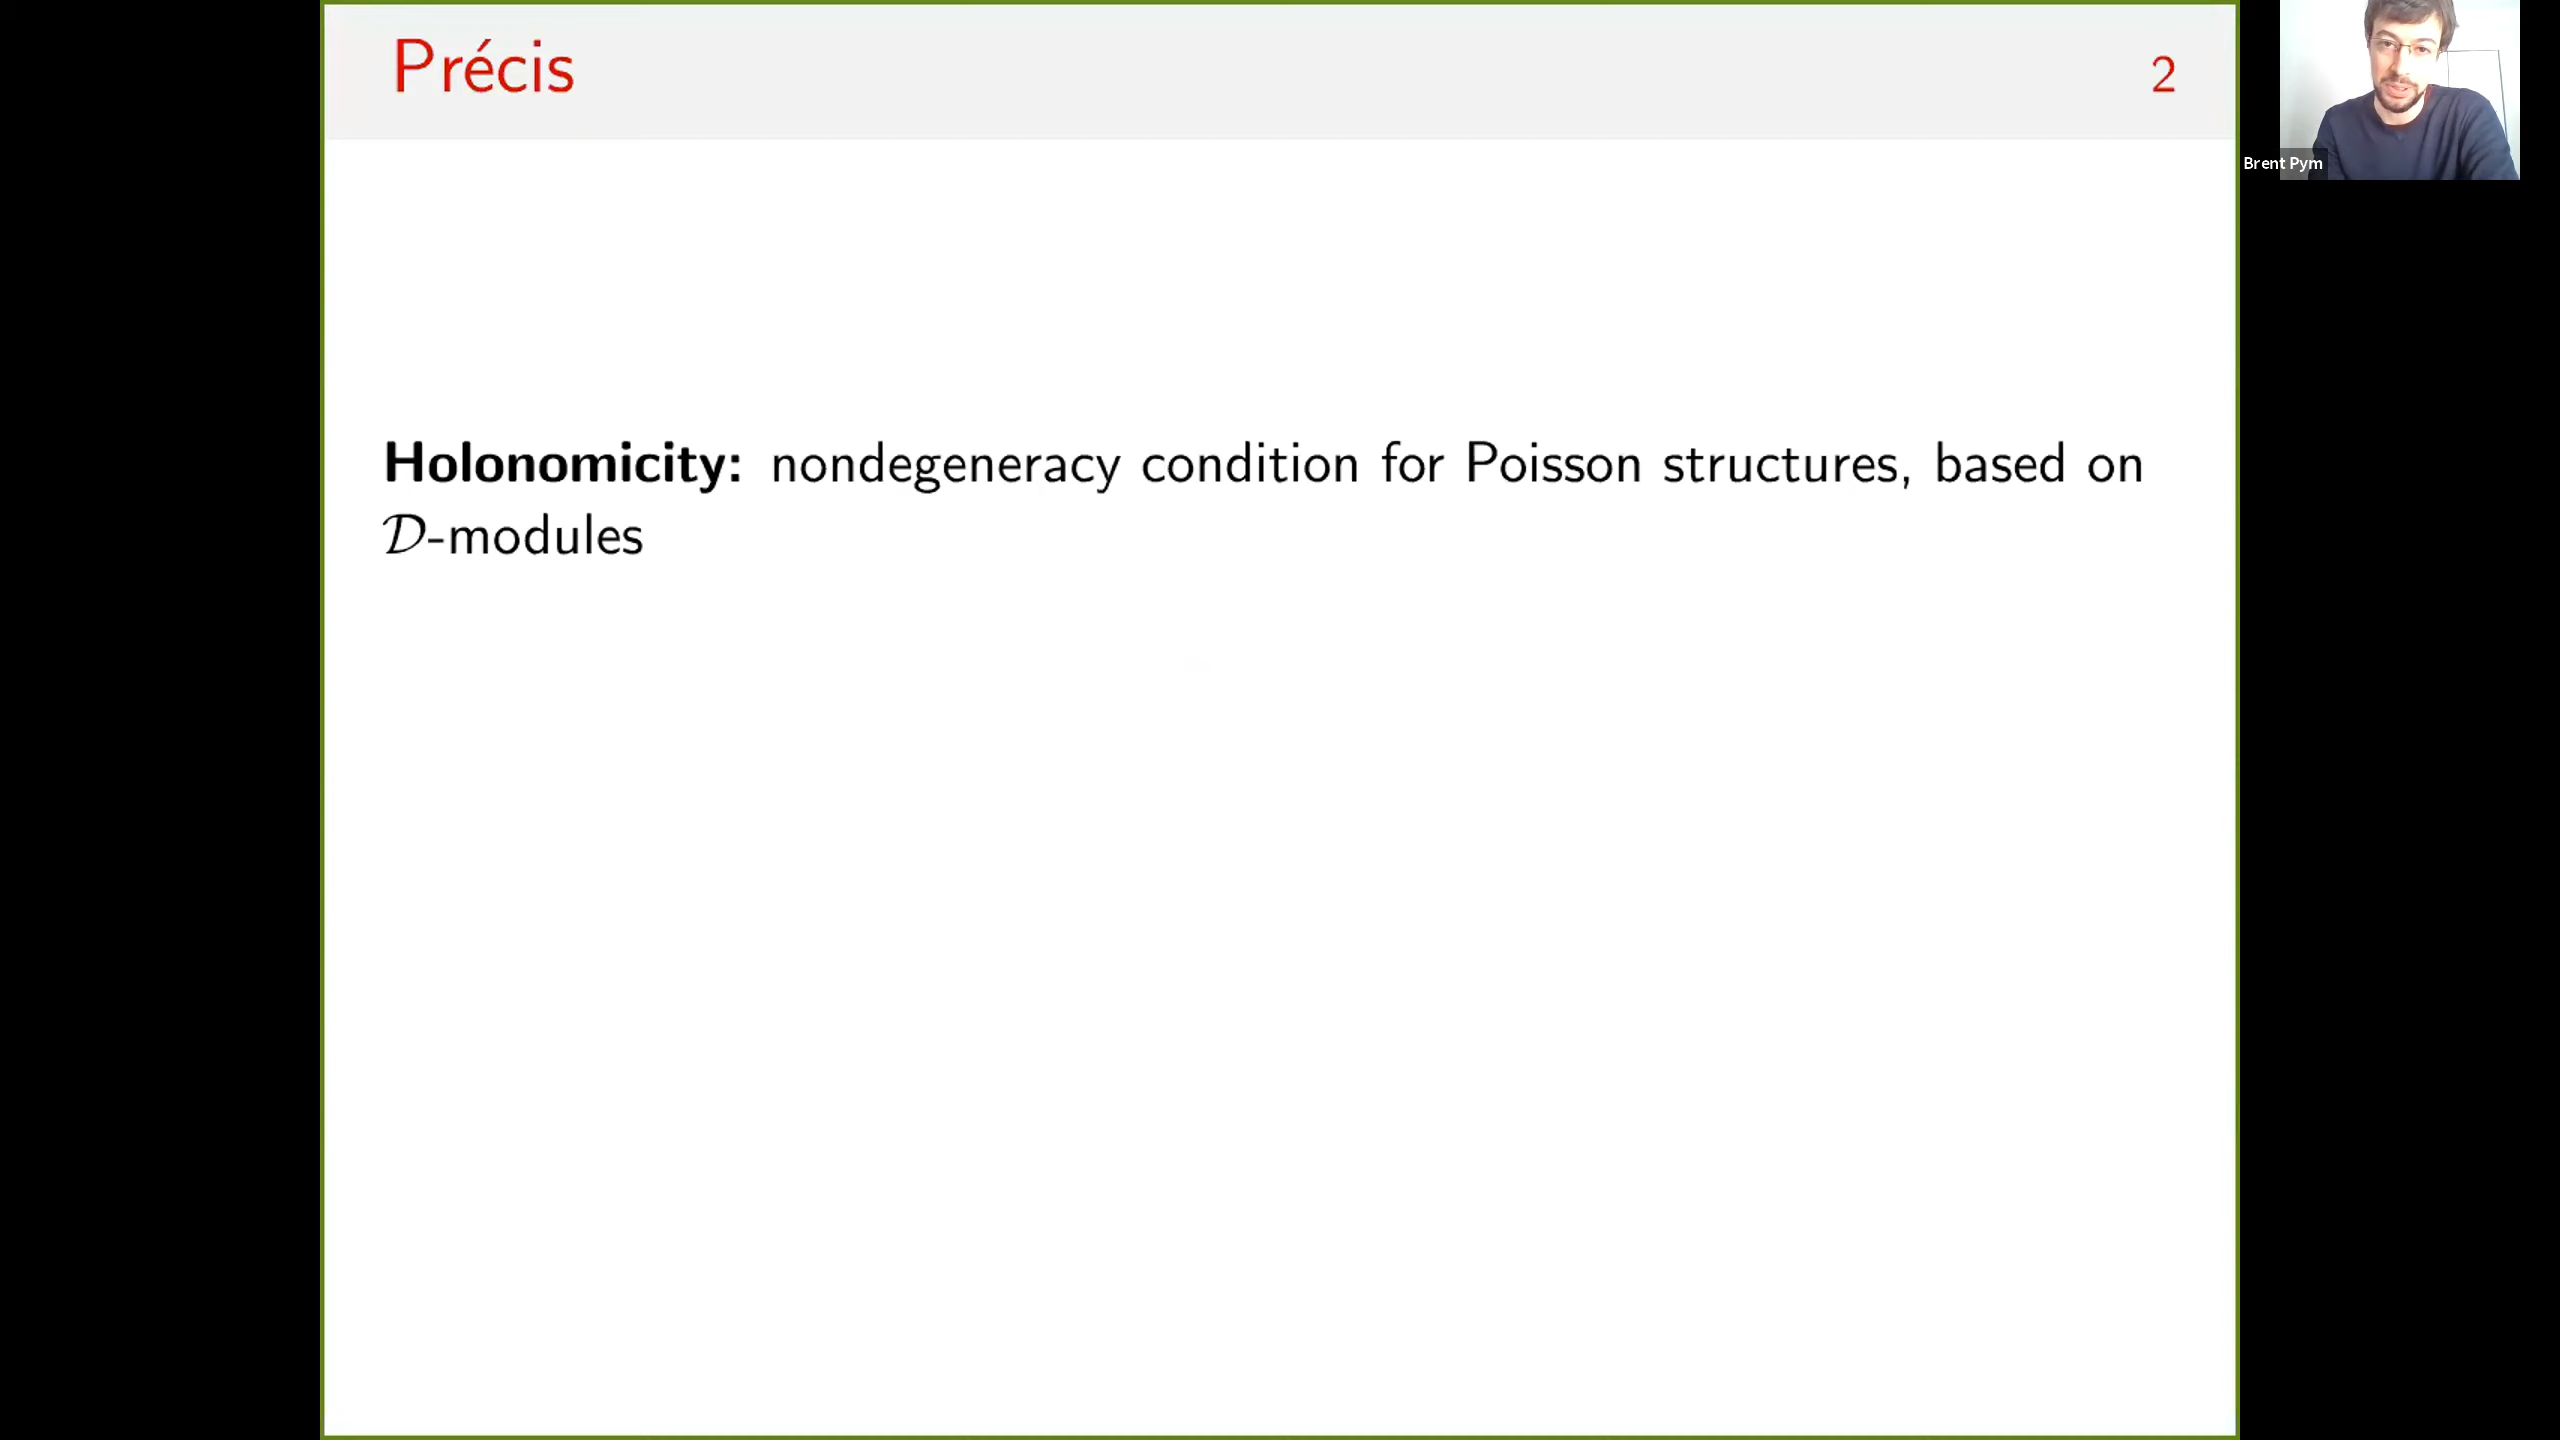 Précis
2
Brent Pym
Holonomicity: nondegeneracy condition for Poisson structures, based on
𝒟-modules